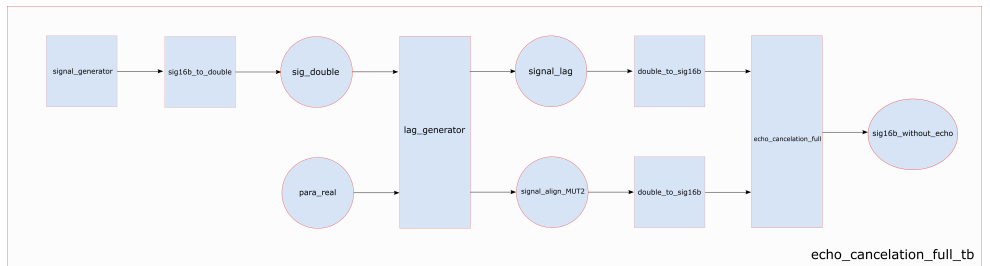 signal_generator
sig16b_to_double
sig_double
lag_generator
signal_lag
double_to_sig16b
echo_cancelation_full
sig16b_without_echo
para_real
signal_align_MUT2
double_to_sig16b
echo_cancelation_full_tb